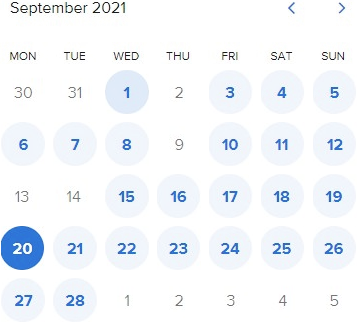 September 2021
MON TUE WED THU FRI SAT SUN
30 31 1 2 3 4 5
6 7 8 9 10 11 12
13 14 15 16 17 18 19
20 21 22 23 24 25 26
27 28 1 2 3 4 5